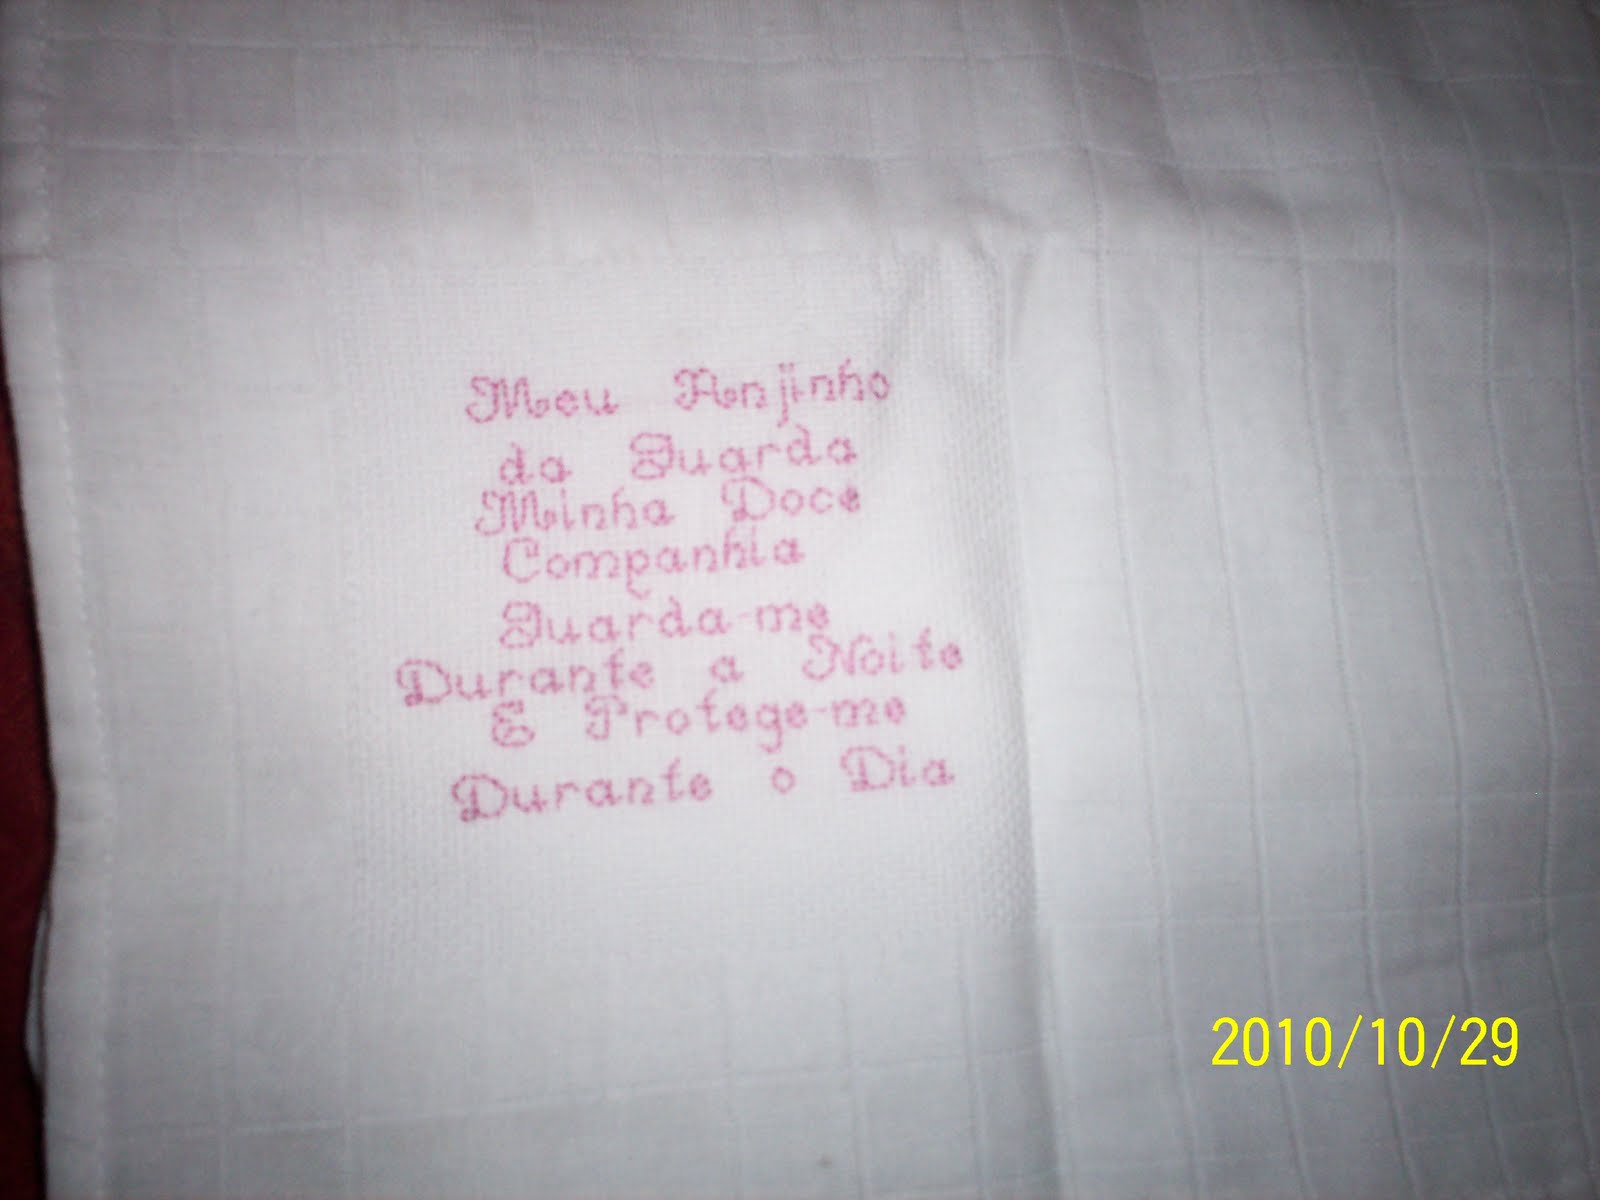 Meu Anjinho
da Guarda
Minha Doce
Companhia
Guarda-me
Durante a Noite
E Protege-me
Durante o Dia
2010/10/29